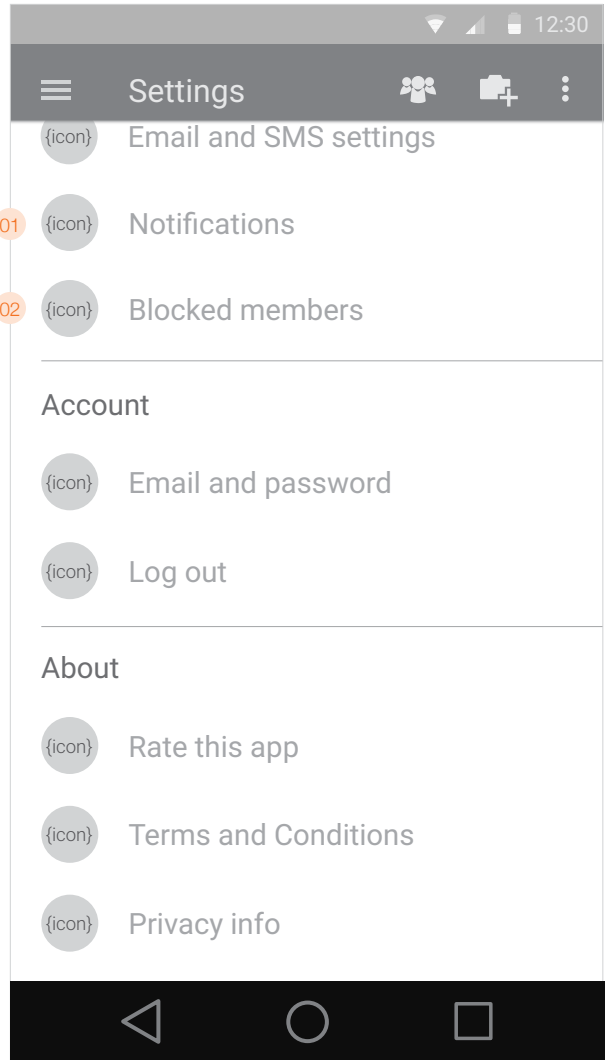 12:30
Settings
{icon} Email and SMS settings
01 {icon} Notifications
02 {icon} Blocked members
Account
{icon} Email and password
{icon} Log out
About
{icon} Rate this app
{icon} Terms and Conditions
{icon} Privacy info